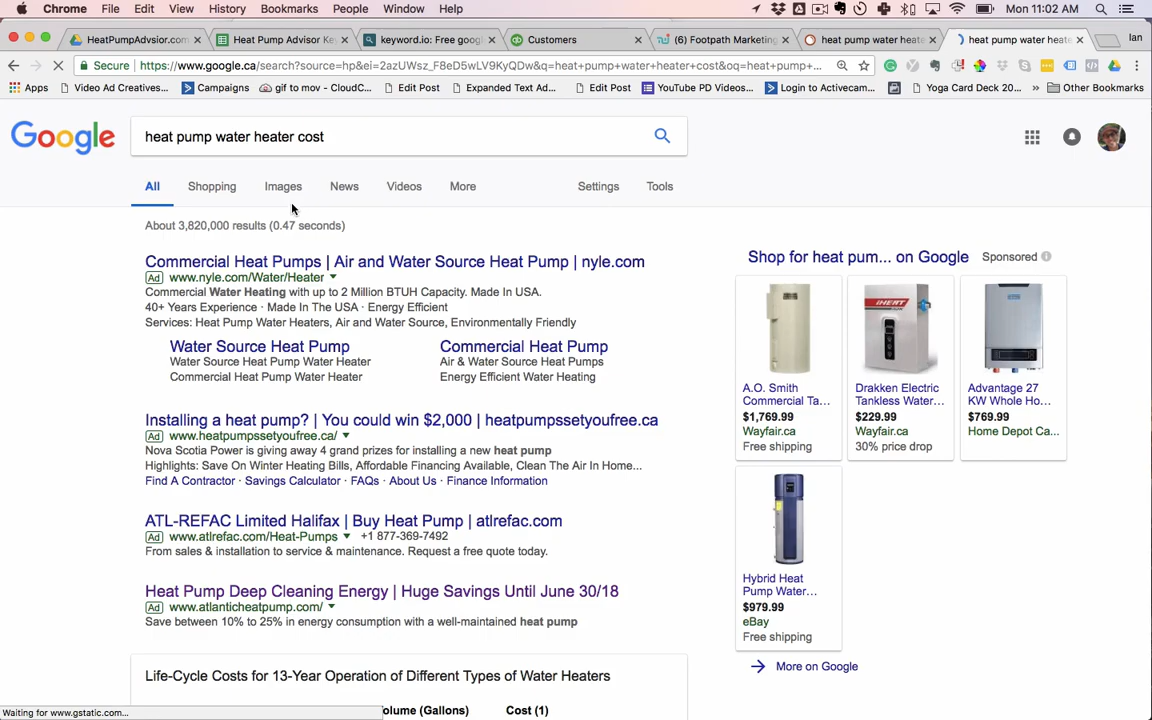 Chrome File Edit View History Bookmarks People Window Help
Mon 11:02 AM
HeatPumpAdvsior.com
Heat Pump Advisor Ke
keyword.io: Free goog
Customers
(6) Footpath Marketing
heat pump water heate
heat pump water heate
Ian
Secure
https://www.google.ca/search?source=hp&ei=2azUWsz_F8eD5wLV9KyQDw&q=heat+pump+water+heater+cost&oq=heat+pump+...
Apps
Video Ad Creatives...
Campaigns
gif to mov - CloudC...
Edit Post
Expanded Text Ad...
Edit Post
YouTube PD Videos...
Login to Activecam...
Yoga Card Deck 20...
»
Other Bookmarks
Google
heat pump water heater cost
All Shopping Images News Videos More Settings Tools
About 3,820,000 results (0.47 seconds)
Commercial Heat Pumps | Air and Water Source Heat Pump | nyle.com
Ad www.nyle.com/Water/Heater
Commercial Water Heating with up to 2 Million BTUH Capacity. Made In USA.
40+ Years Experience · Made In The USA · Energy Efficient
Services: Heat Pump Water Heaters, Air and Water Source, Environmentally Friendly
Water Source Heat Pump
Water Source Heat Pump Water Heater
Commercial Heat Pump Water Heater
Commercial Heat Pump
Air & Water Source Heat Pumps
Energy Efficient Water Heating
Installing a heat pump? | You could win $2,000 | heatpumpssetyoufree.ca
Ad www.heatpumpssetyoufree.ca/
Nova Scotia Power is giving away 4 grand prizes for installing a new heat pump
Highlights: Save On Winter Heating Bills, Affordable Financing Available, Clean The Air In Home...
Find A Contractor · Savings Calculator · FAQs · About Us · Finance Information
ATL-REFAC Limited Halifax | Buy Heat Pump | atlrefac.com
Ad www.atlrefac.com/Heat-Pumps +1 877-369-7492
From sales & installation to service & maintenance. Request a free quote today.
Heat Pump Deep Cleaning Energy | Huge Savings Until June 30/18
Ad www.atlanticheatpump.com/
Save between 10% to 25% in energy consumption with a well-maintained heat pump
Life-Cycle Costs for 13-Year Operation of Different Types of Water Heaters
olume (Gallons) Cost (1)
Shop for heat pum... on Google
Sponsored
A.O. Smith
Commercial Ta...
$1,769.99
Wayfair.ca
Free shipping
Drakken Electric
Tankless Water...
$229.99
Wayfair.ca
30% price drop
Advantage 27
KW Whole Ho...
$769.99
Home Depot Ca...
Hybrid Heat
Pump Water...
$979.99
eBay
Free shipping
More on Google
Waiting for www.gstatic.com...